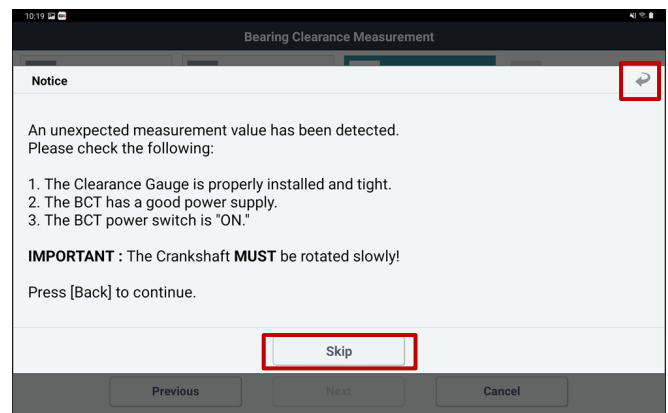 10:19
Bearing Clearance Measurement
Notice
An unexpected measurement value has been detected.
Please check the following:
1. The Clearance Gauge is properly installed and tight.
2. The BCT has a good power supply.
3. The BCT power switch is "ON."
IMPORTANT : The Crankshaft MUST be rotated slowly!
Press [Back] to continue.
Skip
Previous Next Cancel